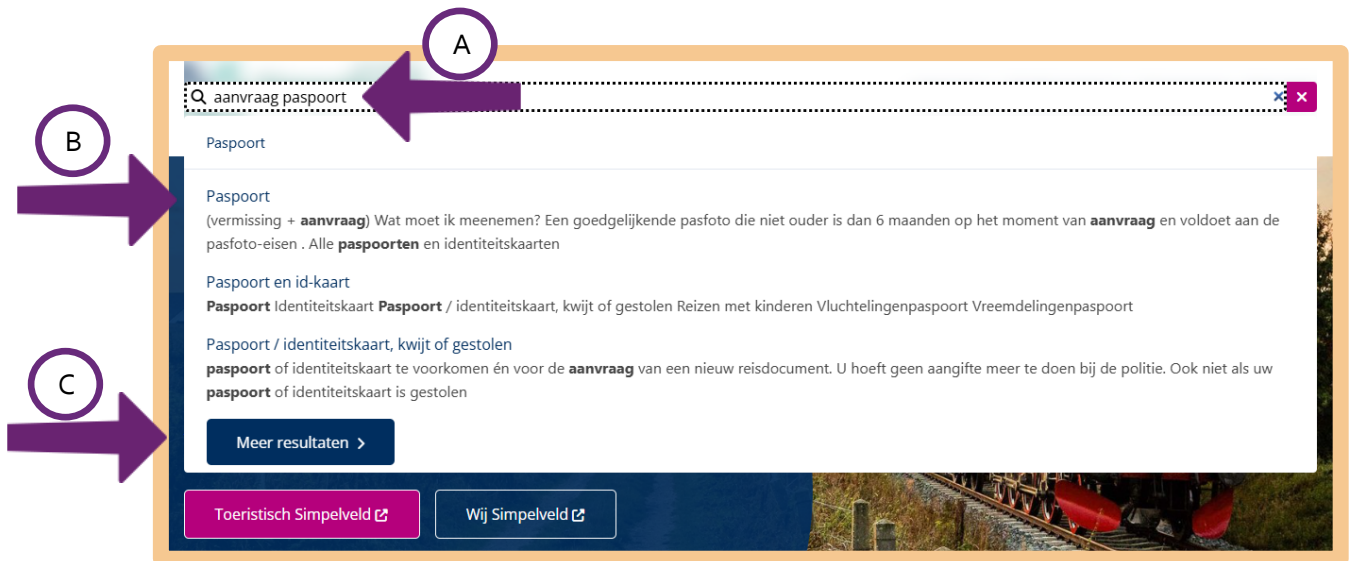 A
aanvraag paspoort
B
Paspoort
Paspoort
(vermissing + aanvraag) Wat moet ik meenemen? Een goedgelijkende pasfoto die niet ouder is dan 6 maanden op het moment van aanvraag en voldoet aan de
pasfoto-eisen . Alle paspoorten en identiteitskaarten
Paspoort en id-kaart
Paspoort Identiteitskaart Paspoort / identiteitskaart, kwijt of gestolen Reizen met kinderen Vluchtelingenpaspoort Vreemdelingenpaspoort
Paspoort / identiteitskaart, kwijt of gestolen
paspoort of identiteitskaart te voorkomen én voor de aanvraag van een nieuw reisdocument. U hoeft geen aangifte meer te doen bij de politie. Ook niet als uw
paspoort of identiteitskaart is gestolen
C
Meer resultaten
Toeristisch Simpelveld
Wij Simpelveld